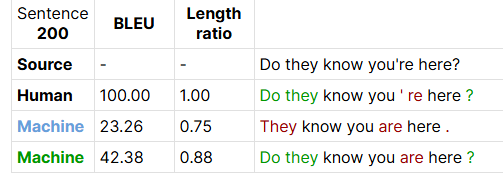 Sentence 200 BLEU Length ratio
Source - - Do they know you're here?
Human 100.00 1.00 Do they know you ' re here ?
Machine 23.26 0.75 They know you are here .
Machine 42.38 0.88 Do they know you are here ?